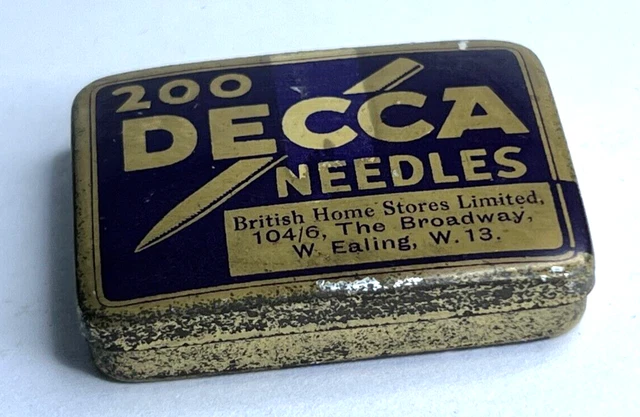 200
DECCA
NEEDLES
British Home Stores Limited,
104/6, The Broadway,
W. Ealing, W.13.